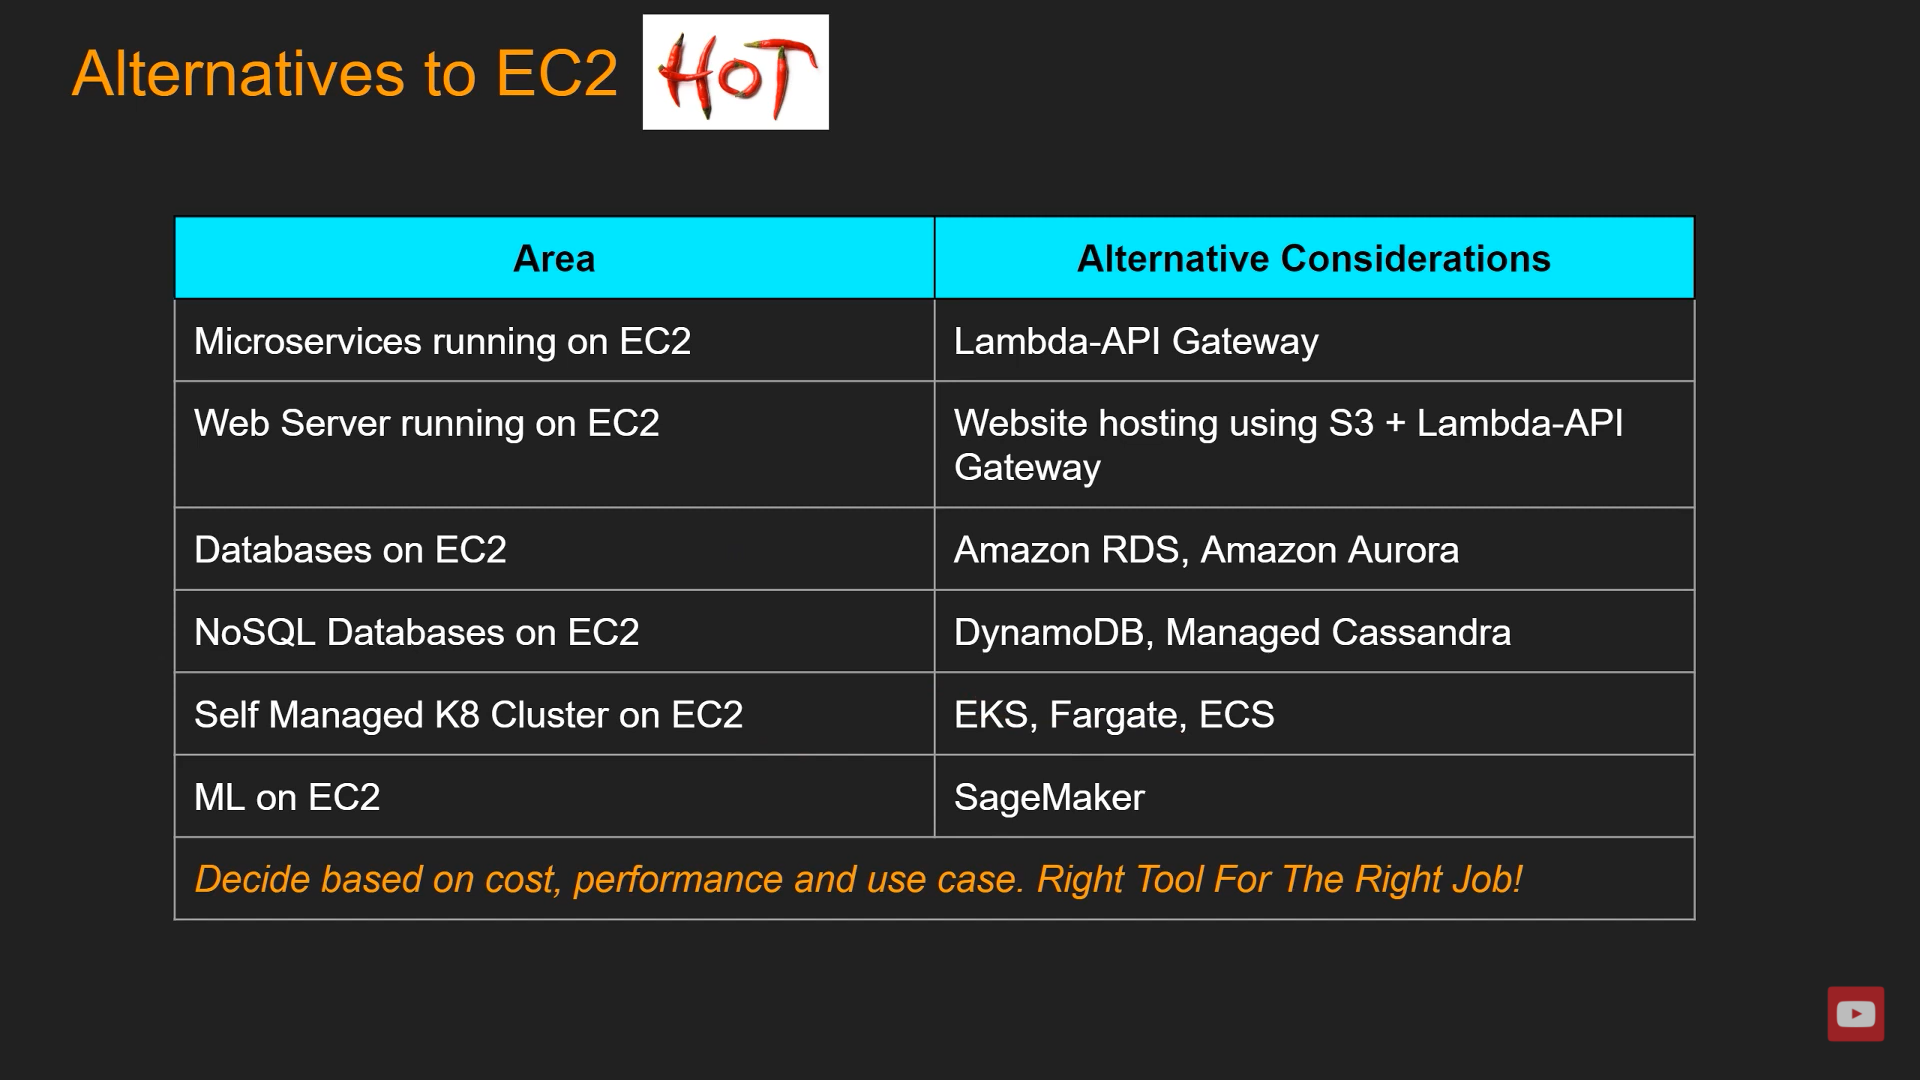 Alternatives to EC2
HOT
Area
Alternative Considerations
Microservices running on EC2
Lambda-API Gateway
Web Server running on EC2
Website hosting using S3 + Lambda-API
Gateway
Databases on EC2
Amazon RDS, Amazon Aurora
NoSQL Databases on EC2
DynamoDB, Managed Cassandra
Self Managed K8 Cluster on EC2
EKS, Fargate, ECS
ML on EC2
SageMaker
Decide based on cost, performance and use case. Right Tool For The Right Job!